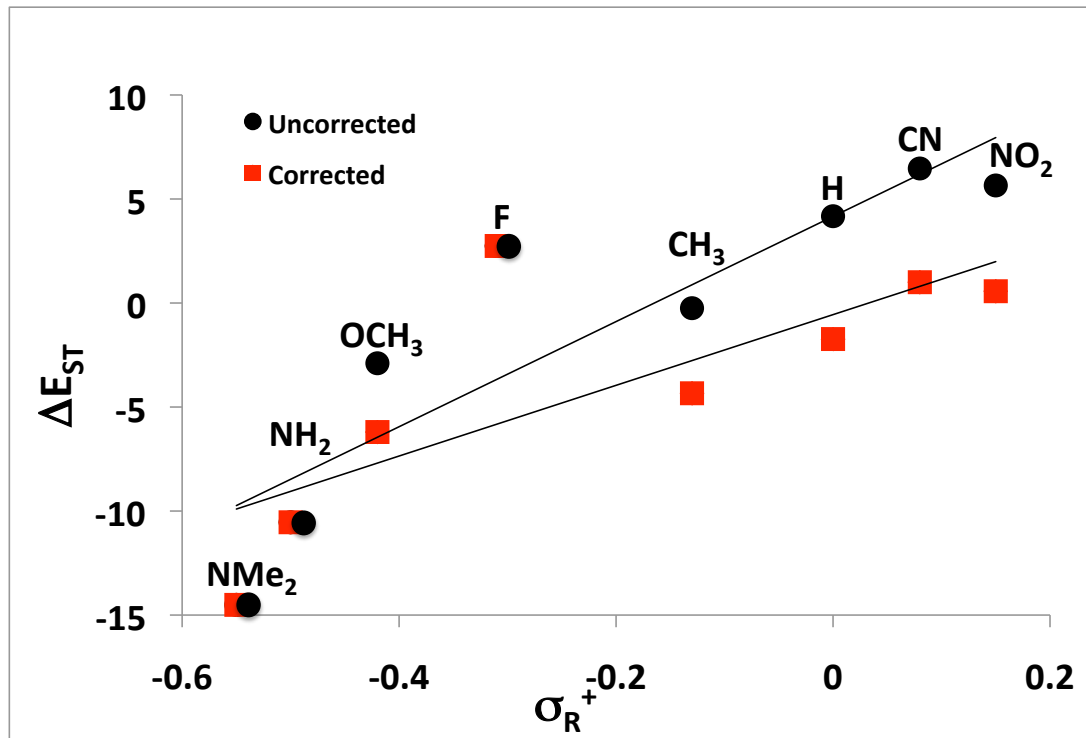 10
Uncorrected
CN
NO₂
Corrected
5
F
H
CH₃
0
OCH₃
ΔE_ST
-5
NH₂
-10
NMe₂
-15
-0.6 -0.4 -0.2 0 0.2
σ_R⁺